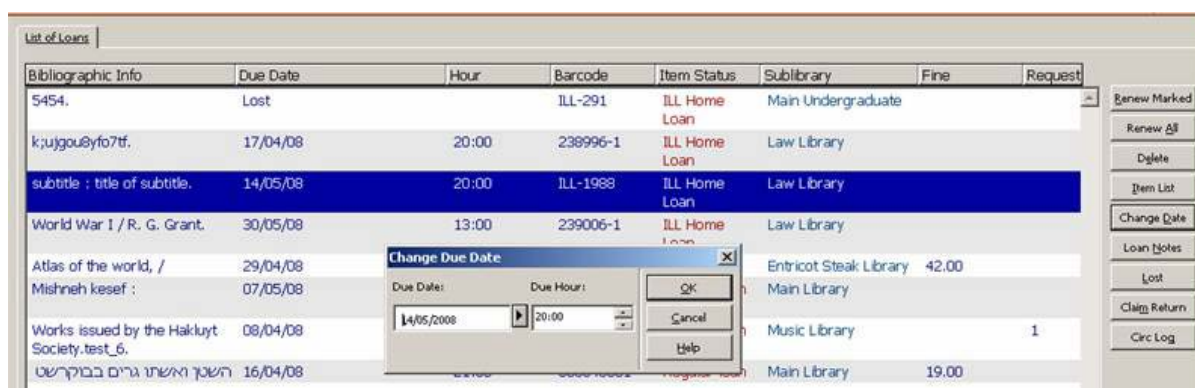 List of Loans
Bibliographic Info Due Date Hour Barcode Item Status Sublibrary Fine Request
5454. Lost ILL-291 ILL Home Loan Main Undergraduate
k;ujgou8yfo7tf. 17/04/08 20:00 238996-1 ILL Home Loan Law Library
subtitle : title of subtitle. 14/05/08 20:00 ILL-1988 ILL Home Loan Law Library
World War I / R. G. Grant. 30/05/08 13:00 239006-1 ILL Home Law Library
Atlas of the world, / 29/04/08 Entricot Steak Library 42.00
Mishneh kesef : 07/05/08 Main Library
Works issued by the Hakluyt Society.test_6. 08/04/08 Music Library 1
השטן ואשתו גרים בבוקרשט 16/04/08 Main Library 19.00
Change Due Date
Due Date: Due Hour:
14/05/2008 20:00
OK
Cancel
Help
Renew Marked
Renew All
Delete
Item List
Change Date
Loan Notes
Lost
Claim Return
Circ Log